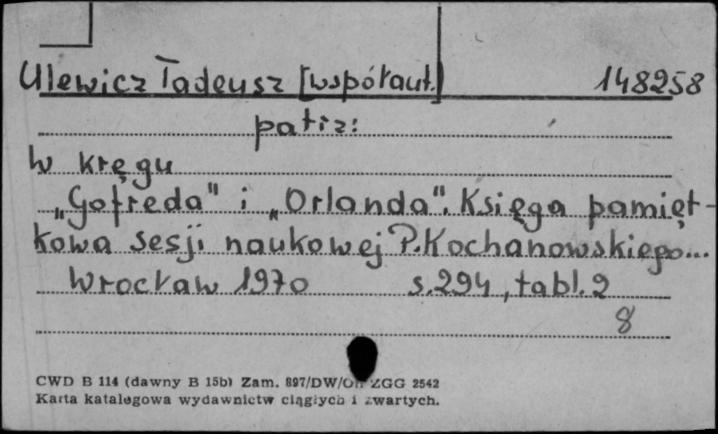 Ulewicz Tadeusz [współaut.] 148258
patrz:
W kręgu
„Gofreda" i „Orlanda". Księga pamiąt-
kowa sesji naukowej P. Kochanowskiego...
Wrocław 1970 s. 294, tabl. 2
8
CWD B 114 (dawny B 15b) Zam. 897/DW/On ZGG 2542
Karta katalogowa wydawnictw ciągłych i zwartych.